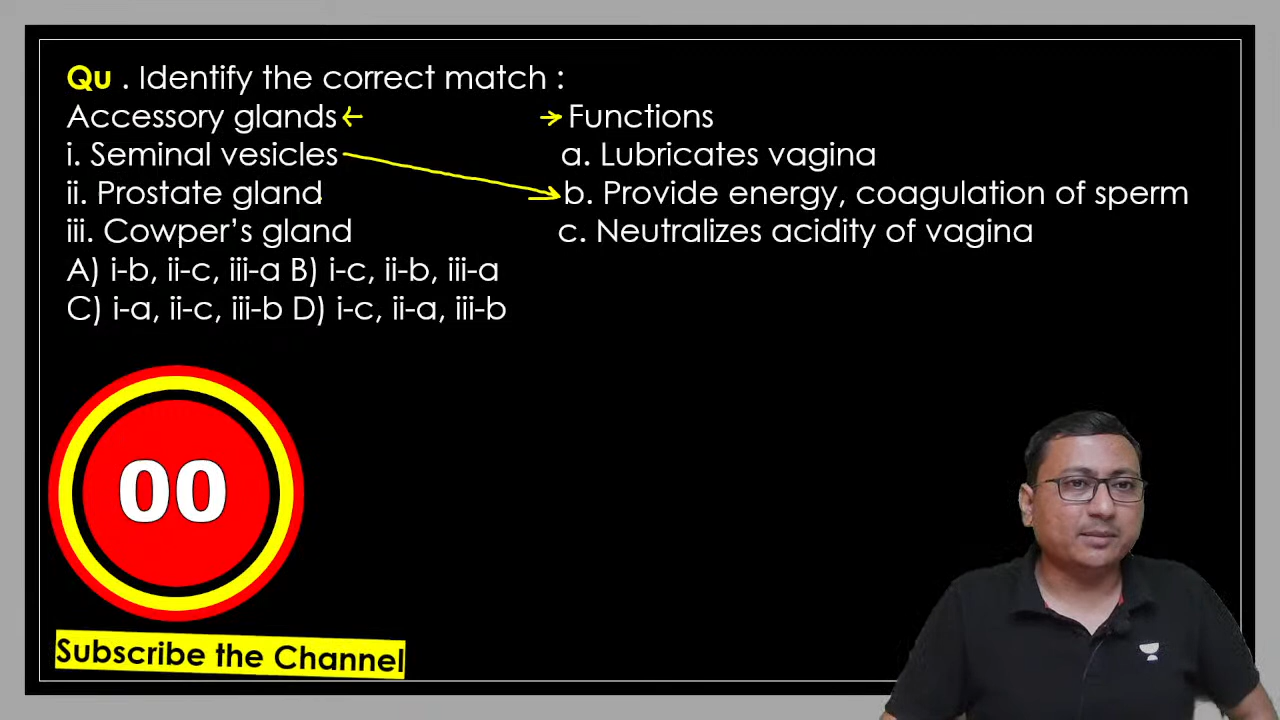 Qu . Identify the correct match :
Accessory glands Functions
i. Seminal vesicles a. Lubricates vagina
ii. Prostate gland b. Provide energy, coagulation of sperm
iii. Cowper’s gland c. Neutralizes acidity of vagina
A) i-b, ii-c, iii-a B) i-c, ii-b, iii-a
C) i-a, ii-c, iii-b D) i-c, ii-a, iii-b
00
Subscribe the Channel